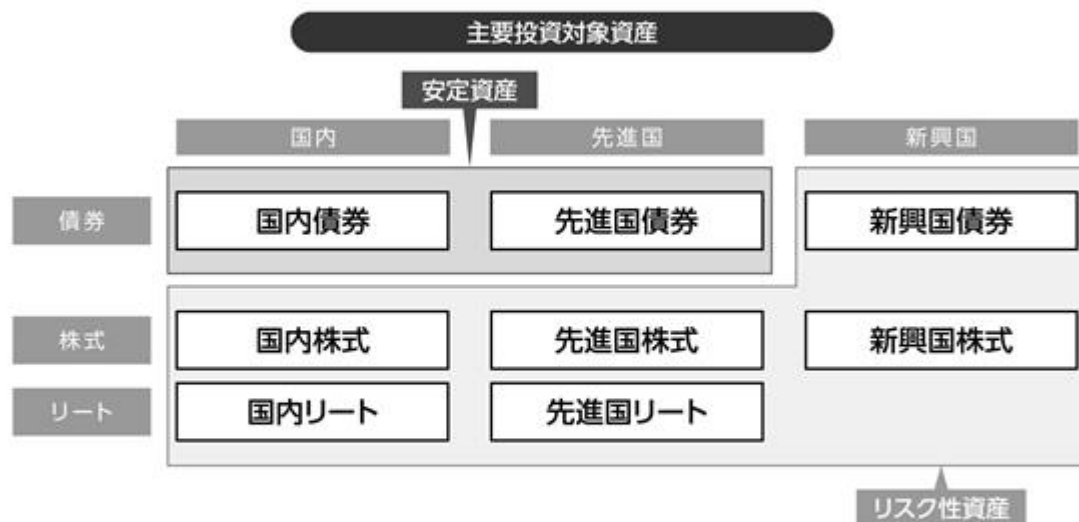 主要投資対象資産
安定資産
国内 先進国 新興国
債券 国内債券 先進国債券 新興国債券
株式 国内株式 先進国株式 新興国株式
リート 国内リート 先進国リート
リスク性資産